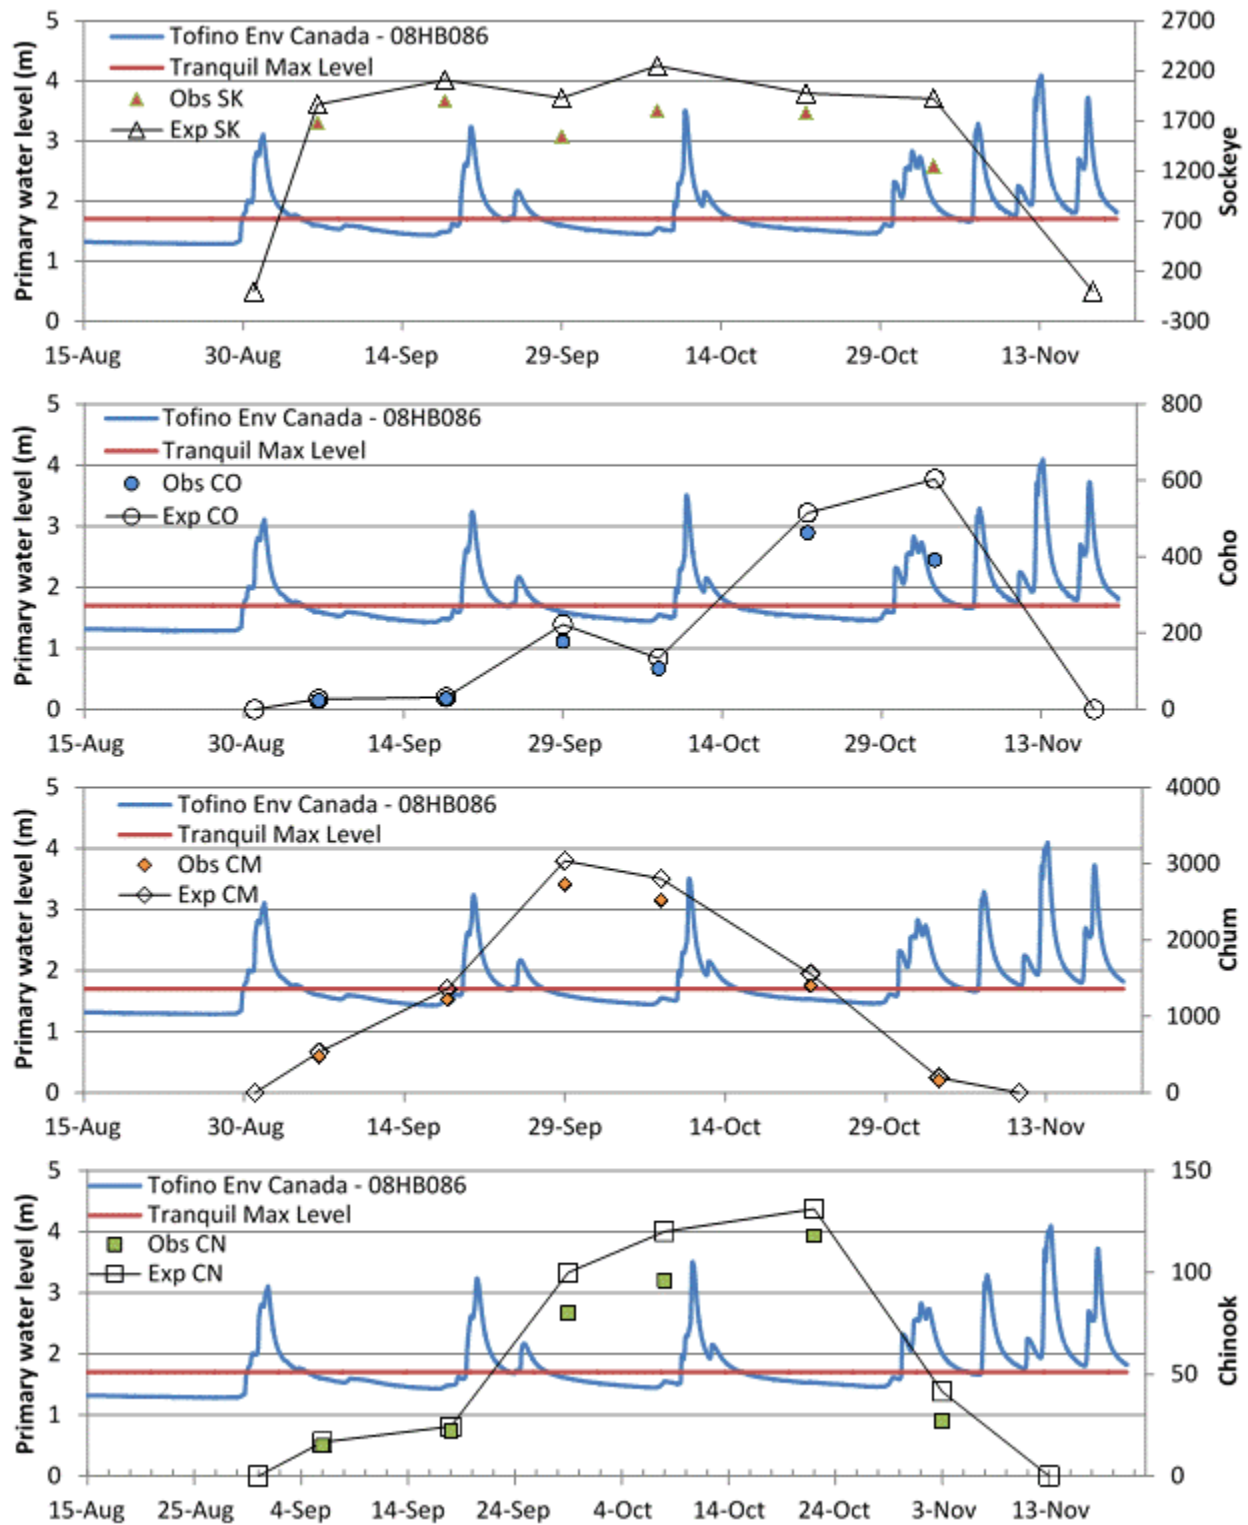 5
4
3
2
1
0
Primary water level (m)
Tofino Env Canada - 08HB086
Tranquil Max Level
Obs SK
Exp SK
2700
2200
1700
1200
700
200
-300
Sockeye
15-Aug 30-Aug 14-Sep 29-Sep 14-Oct 29-Oct 13-Nov
5
4
3
2
1
0
Primary water level (m)
Tofino Env Canada - 08HB086
Tranquil Max Level
Obs CO
Exp CO
800
600
400
200
0
Coho
15-Aug 30-Aug 14-Sep 29-Sep 14-Oct 29-Oct 13-Nov
5
4
3
2
1
0
Primary water level (m)
Tofino Env Canada - 08HB086
Tranquil Max Level
Obs CM
Exp CM
4000
3000
2000
1000
0
Chum
15-Aug 30-Aug 14-Sep 29-Sep 14-Oct 29-Oct 13-Nov
5
4
3
2
1
0
Primary water level (m)
Tofino Env Canada - 08HB086
Tranquil Max Level
Obs CN
Exp CN
150
100
50
0
Chinook
15-Aug 25-Aug 4-Sep 14-Sep 24-Sep 4-Oct 14-Oct 24-Oct 3-Nov 13-Nov